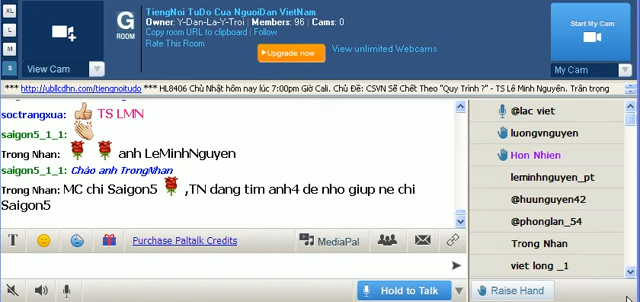 XL
L
M
S
View Cam
G
ROOM
TiengNoi TuDo Cua NguoiDan VietNam
Owner: Y-Dan-La-Y-Troi | Members: 96 | Cams: 0
Copy room URL to clipboard | Follow
Rate This Room
Upgrade now
View unlimited Webcams
Start My Cam
My Cam
*** http://ubllcdhn.com/tiengnoitudo *** HL8406 Chủ Nhật hôm nay lúc 7:00pm Giờ Cali. Chủ Đề: CSVN Sẽ Chết Theo "Quy Trình ?" - TS Lê Minh Nguyên. Trân trọng
soctrangxua: TS LMN
saigon5_1_1:
Trong Nhan: anh LeMinhNguyen
saigon5_1_1: Chào anh TrongNhan
Trong Nhan: MC chi Saigon5 ,TN dang tim anh4 de nho giup ne chi
Saigon5
@lac viet
luongvnguyen
Hon Nhien
leminhnguyen_pt
@huunguyen42
@phonglan_54
Trong Nhan
viet long _1
T
Purchase Paltalk Credits
MediaPal
Hold to Talk
Raise Hand